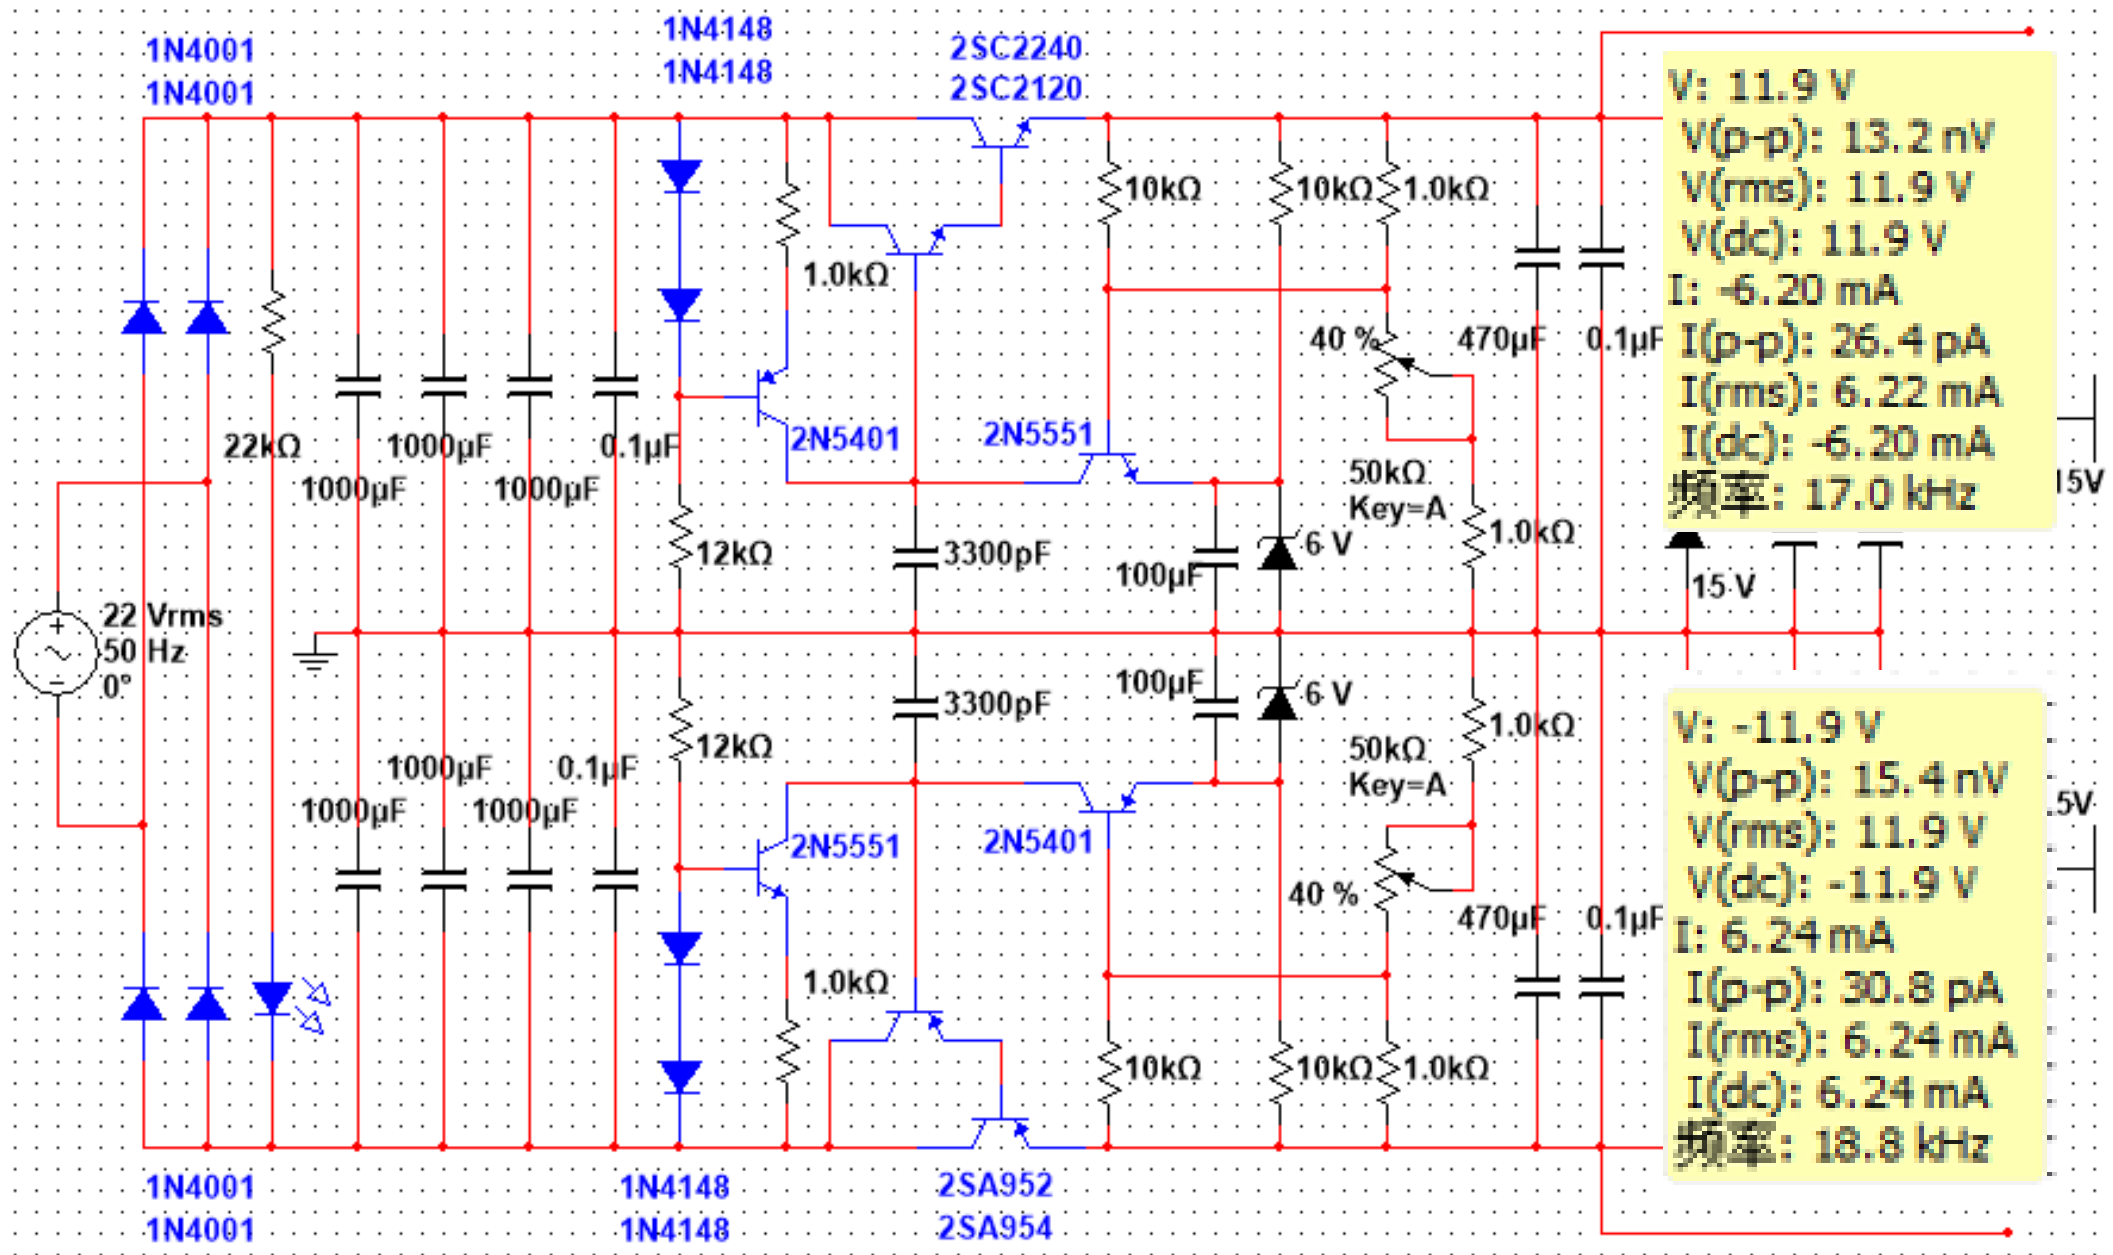 1N4001
1N4001
1N4148
1N4148
2SC2240
2SC2120
10kΩ
10kΩ
1.0kΩ
1.0kΩ
40 %
470µF
0.1µF
22kΩ
1000µF
0.1µF
2N5401
2N5551
1000µF
1000µF
50kΩ
Key=A
1.0kΩ
12kΩ
3300pF
100µF
6 V
15V
15 V
V: 11.9 V
V(p-p): 13.2 nV
V(rms): 11.9 V
V(dc): 11.9 V
I: -6.20 mA
I(p-p): 26.4 pA
I(rms): 6.22 mA
I(dc): -6.20 mA
频率: 17.0 kHz
22 Vrms
50 Hz
0°
3300pF
100µF
6 V
12kΩ
1.0kΩ
50kΩ
Key=A
1000µF
0.1µF
1000µF
1000µF
2N5551
2N5401
40 %
470µF
0.1µF
1.0kΩ
10kΩ
10kΩ
1.0kΩ
5V
V: -11.9 V
V(p-p): 15.4 nV
V(rms): 11.9 V
V(dc): -11.9 V
I: 6.24 mA
I(p-p): 30.8 pA
I(rms): 6.24 mA
I(dc): 6.24 mA
频率: 18.8 kHz
1N4001
1N4001
1N4148
1N4148
2SA952
2SA954